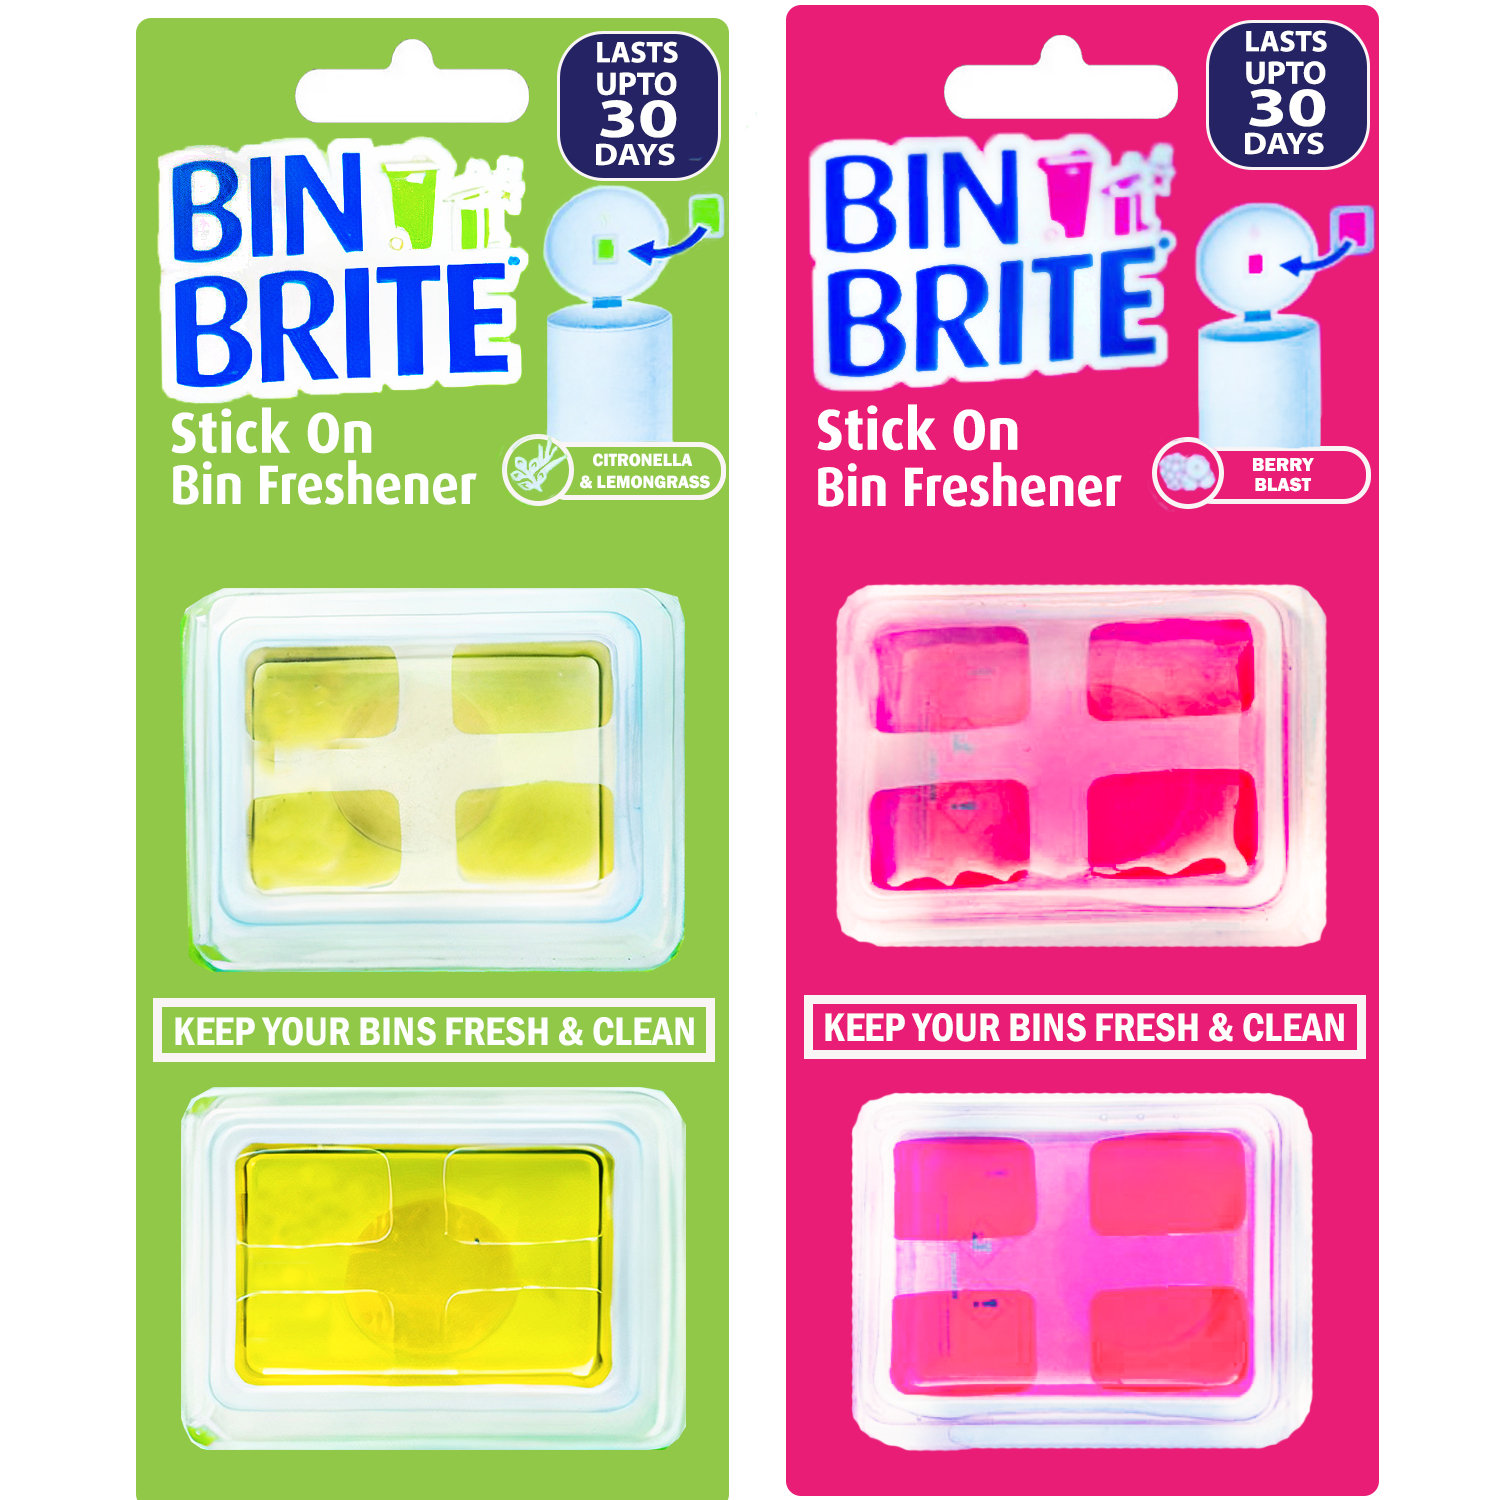 LASTS
UPTO
30
DAYS
BIN
BRITE
Stick On
Bin Freshener
CITRONELLA
& LEMONGRASS
KEEP YOUR BINS FRESH & CLEAN
LASTS
UPTO
30
DAYS
BIN
BRITE
Stick On
Bin Freshener
BERRY
BLAST
KEEP YOUR BINS FRESH & CLEAN